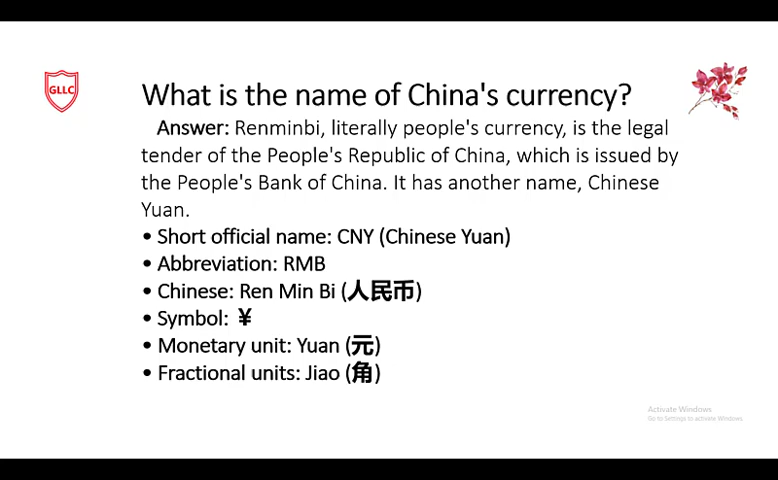 GLLC
What is the name of China's currency?
Answer: Renminbi, literally people's currency, is the legal
tender of the People's Republic of China, which is issued by
the People's Bank of China. It has another name, Chinese
Yuan.
• Short official name: CNY (Chinese Yuan)
• Abbreviation: RMB
• Chinese: Ren Min Bi (人民币)
• Symbol: ¥
• Monetary unit: Yuan (元)
• Fractional units: Jiao (角)
Activate Windows
Go to Settings to activate Windows.